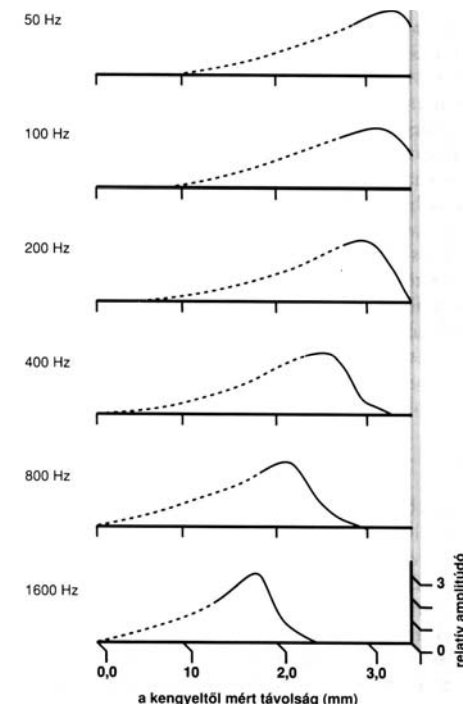 50 Hz
100 Hz
200 Hz
400 Hz
800 Hz
1600 Hz
3
0
relatív amplitúdó
0,0 10 2,0 3,0
a kengyeltől mért távolság (mm)